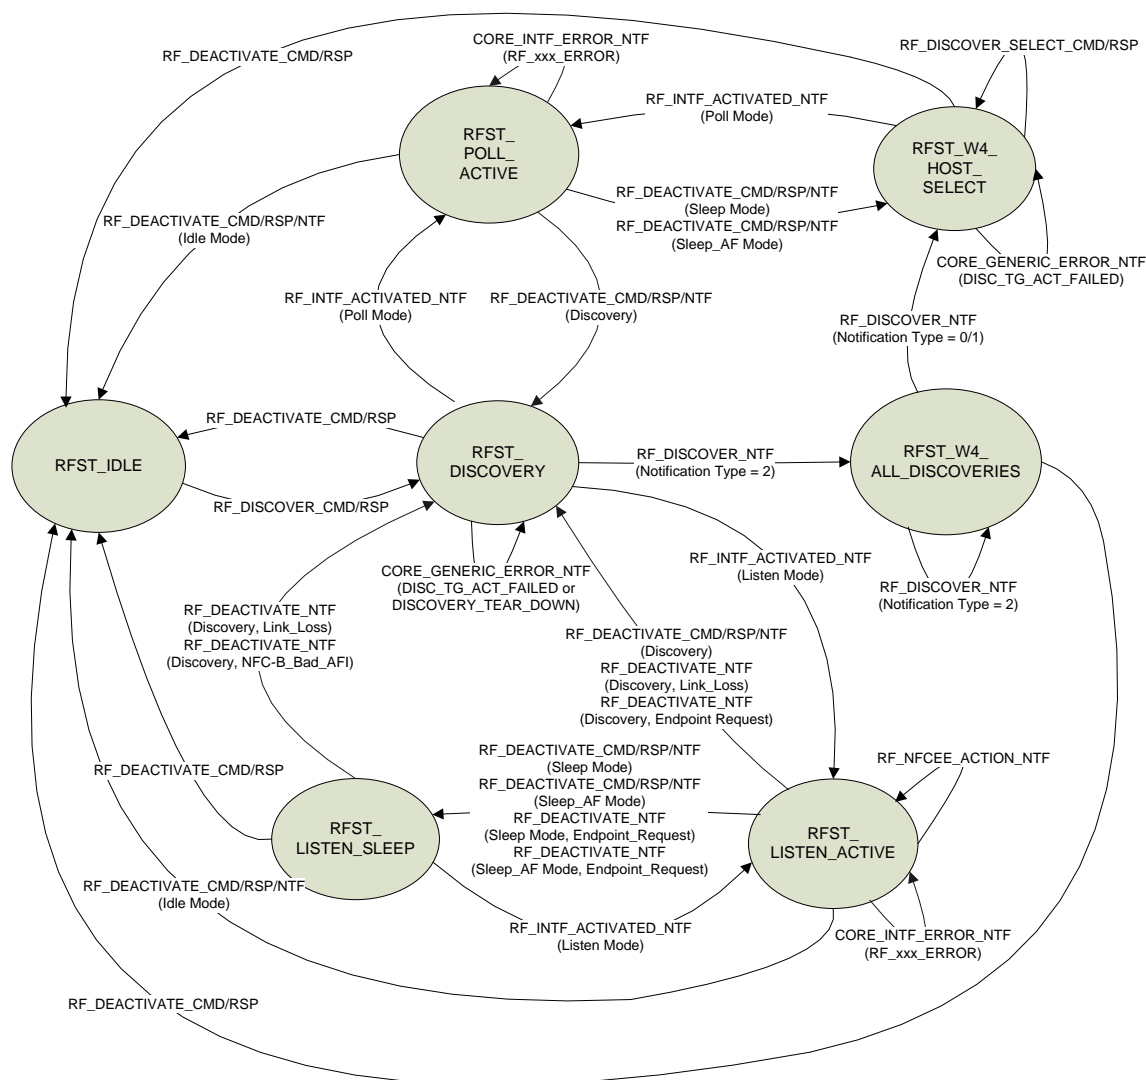 RF_DEACTIVATE_CMD/RSP
CORE_INTF_ERROR_NTF
(RF_xxx_ERROR)
RF_DISCOVER_SELECT_CMD/RSP
RF_INTF_ACTIVATED_NTF
(Poll Mode)
RFST_
POLL_
ACTIVE
RFST_W4_
HOST_
SELECT
RF_DEACTIVATE_CMD/RSP/NTF
(Sleep Mode)
RF_DEACTIVATE_CMD/RSP/NTF
(Sleep_AF Mode)
RF_DEACTIVATE_CMD/RSP/NTF
(Idle Mode)
CORE_GENERIC_ERROR_NTF
(DISC_TG_ACT_FAILED)
RF_INTF_ACTIVATED_NTF
(Poll Mode)
RF_DEACTIVATE_CMD/RSP/NTF
(Discovery)
RF_DISCOVER_NTF
(Notification Type = 0/1)
RF_DEACTIVATE_CMD/RSP
RFST_IDLE
RFST_
DISCOVERY
RF_DISCOVER_NTF
(Notification Type = 2)
RFST_W4_
ALL_DISCOVERIES
RF_DISCOVER_CMD/RSP
CORE_GENERIC_ERROR_NTF
(DISC_TG_ACT_FAILED or
DISCOVERY_TEAR_DOWN)
RF_INTF_ACTIVATED_NTF
(Listen Mode)
RF_DISCOVER_NTF
(Notification Type = 2)
RF_DEACTIVATE_NTF
(Discovery, Link_Loss)
RF_DEACTIVATE_NTF
(Discovery, NFC-B_Bad_AFI)
RF_DEACTIVATE_CMD/RSP/NTF
(Discovery)
RF_DEACTIVATE_NTF
(Discovery, Link_Loss)
RF_DEACTIVATE_NTF
(Discovery, Endpoint Request)
RF_DEACTIVATE_CMD/RSP
RF_DEACTIVATE_CMD/RSP/NTF
(Sleep Mode)
RF_DEACTIVATE_CMD/RSP/NTF
(Sleep_AF Mode)
RF_DEACTIVATE_NTF
(Sleep Mode, Endpoint_Request)
RF_DEACTIVATE_NTF
(Sleep_AF Mode, Endpoint_Request)
RF_NFCEE_ACTION_NTF
RFST_
LISTEN_SLEEP
RFST_
LISTEN_ACTIVE
RF_DEACTIVATE_CMD/RSP/NTF
(Idle Mode)
RF_INTF_ACTIVATED_NTF
(Listen Mode)
CORE_INTF_ERROR_NTF
(RF_xxx_ERROR)
RF_DEACTIVATE_CMD/RSP